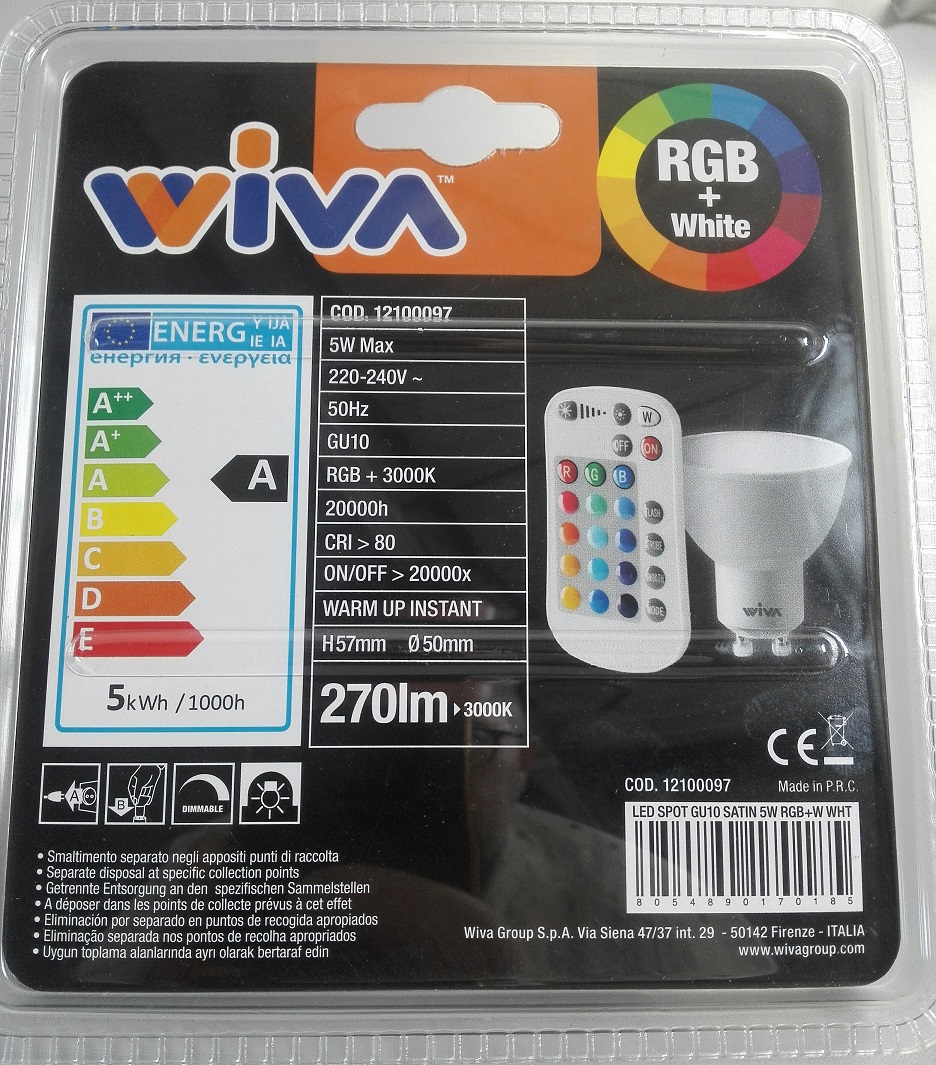 wiva™
RGB
+
White
ENERG Y IJA
IE IA
енергия · ενεργεια
A++
A+
A
B
C
D
E
A
5kWh / 1000h
COD. 12100097
5W Max
220-240V ~
50Hz
GU10
RGB + 3000K
20000h
CRI > 80
ON/OFF > 20000x
WARM UP INSTANT
H57mm Ø50mm
270lm 3000K
W
OFF ON
R G B
FLASH
STROBE
SMOOTH
MODE
wiva
A
B
DIMMABLE
CE
COD. 12100097
Made in P.R.C.
LED SPOT GU10 SATIN 5W RGB+W WHT
8054890170185
• Smaltimento separato negli appositi punti di raccolta
• Separate disposal at specific collection points
• Getrennte Entsorgung an den spezifischen Sammelstellen
• A déposer dans les points de collecte prévus à cet effet
• Eliminación por separado en puntos de recogida apropiados
• Eliminação separada nos pontos de recolha apropriados
• Uygun toplama alanlarında ayrı olarak bertaraf edin
Wiva Group S.p.A. Via Siena 47/37 int. 29 - 50142 Firenze - ITALIA
www.wivagroup.com